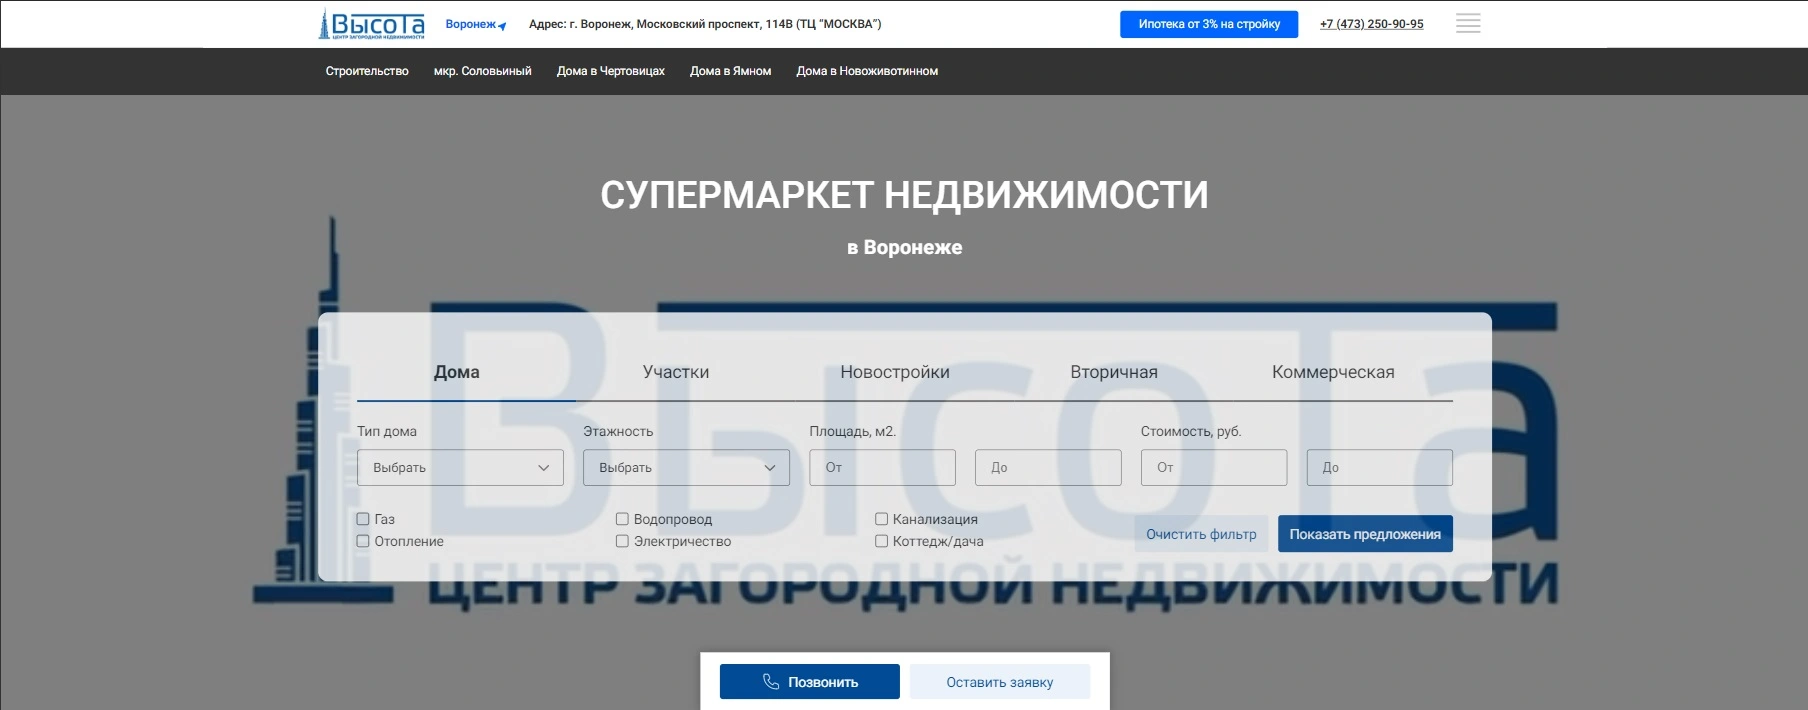 ВысоТа
ЦЕНТР ЗАГОРОДНОЙ НЕДВИЖИМОСТИ
Воронеж
Адрес: г. Воронеж, Московский проспект, 114В (ТЦ “МОСКВА”)
Ипотека от 3% на стройку
+7 (473) 250-90-95
Строительство
мкр. Соловьиный
Дома в Чертовицах
Дома в Ямном
Дома в Новоживотинном
СУПЕРМАРКЕТ НЕДВИЖИМОСТИ
в Воронеже
ВысоТа
Дома
Участки
Новостройки
Вторичная
Коммерческая
Тип дома
Этажность
Площадь, м2.
Стоимость, руб.
Выбрать
Выбрать
От
До
От
До
Газ
Водопровод
Канализация
Отопление
Электричество
Коттедж/дача
Очистить фильтр
Показать предложения
ЦЕНТР ЗАГОРОДНОЙ НЕДВИЖИМОСТИ
Позвонить
Оставить заявку